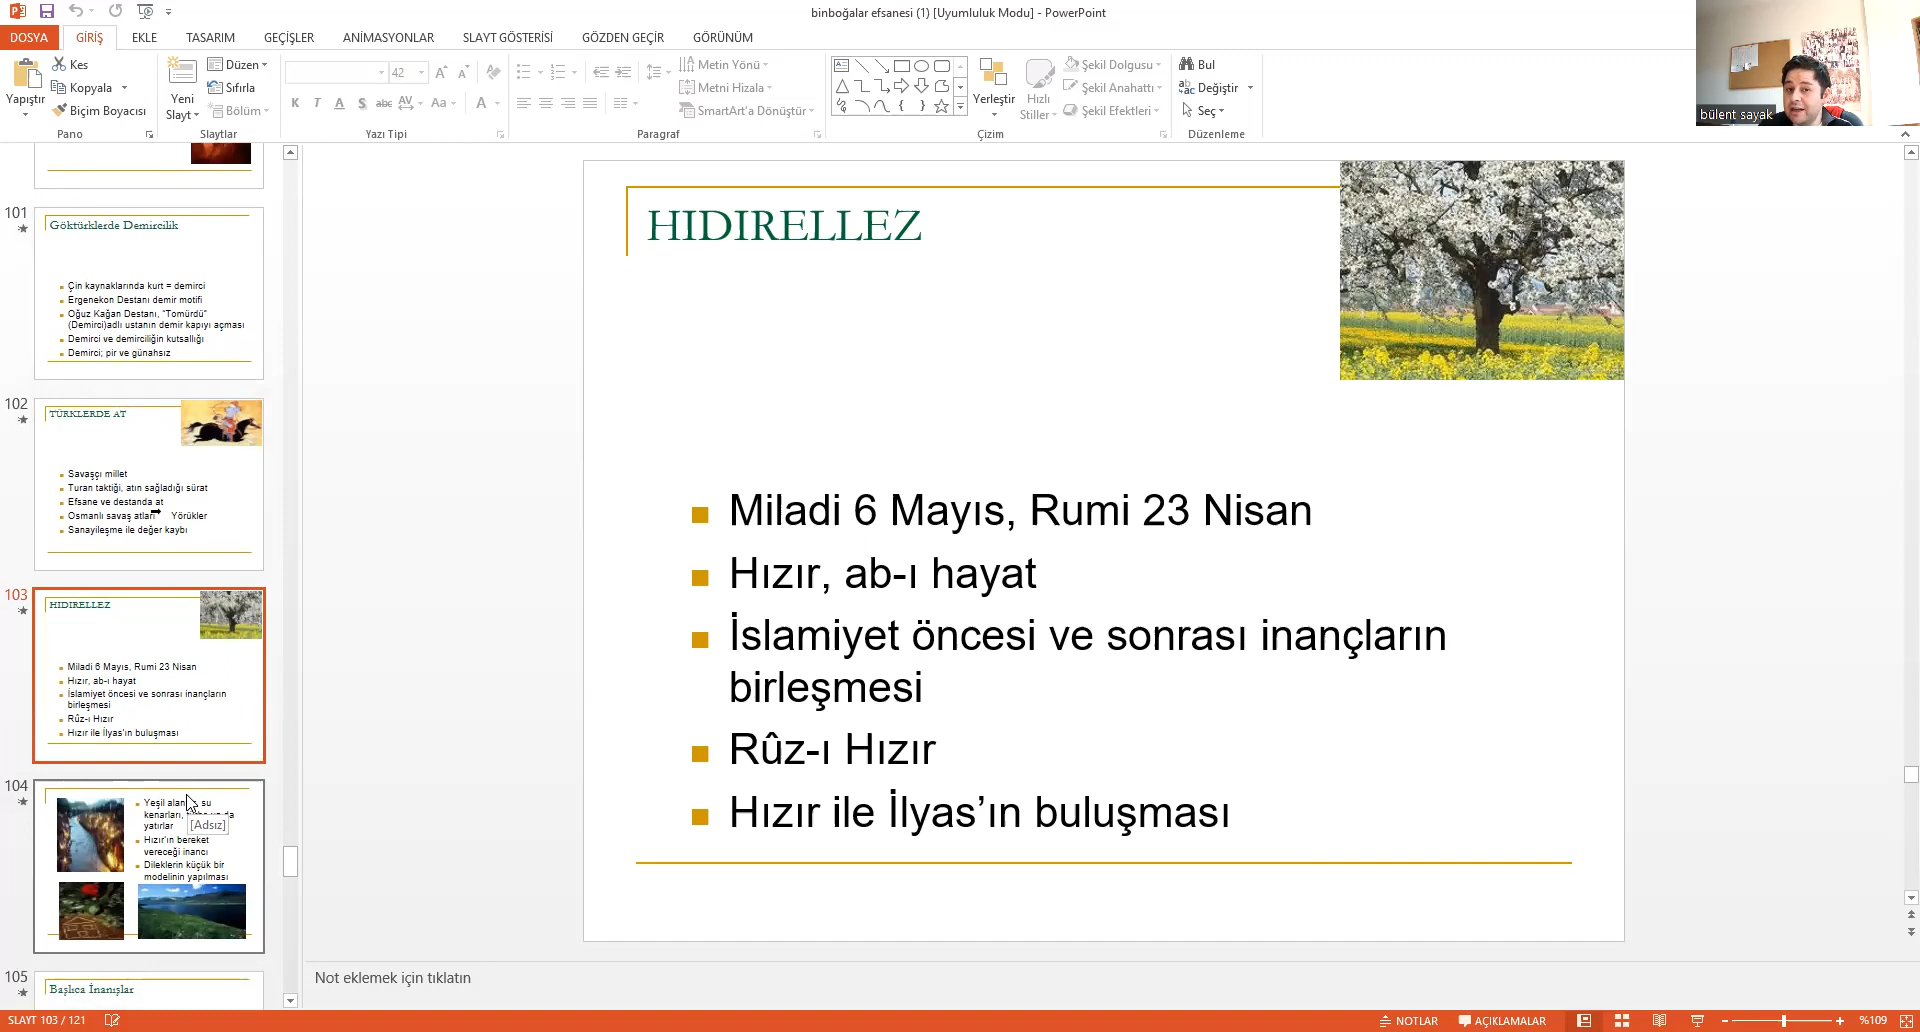 binboğalar efsanesi (1) [Uyumluluk Modu] - PowerPoint
DOSYA GİRİŞ EKLE TASARIM GEÇİŞLER ANİMASYONLAR SLAYT GÖSTERİSİ GÖZDEN GEÇİR GÖRÜNÜM
Yapıştır
Kes
Kopyala
Biçim Boyacısı
Pano
Yeni
Slayt
Düzen
Sıfırla
Bölüm
Slaytlar
42
K T A S abc AV Aa A
Yazı Tipi
Metin Yönü
Metni Hizala
SmartArt'a Dönüştür
Paragraf
Yerleştir
Hızlı
Stiller
Şekil Dolgusu
Şekil Anahattı
Şekil Efektleri
Çizim
Bul
Değiştir
Seç
Düzenleme
bülent sayak
101
Göktürklerde Demircilik
Çin kaynaklarında kurt = demirci
Ergenekon Destanı demir motifi
Oğuz Kağan Destanı, "Tomürdü"
(Demirci)adlı ustanın demir kapıyı açması
Demirci ve demirciliğin kutsallığı
Demirci; pir ve günahsız
102
TÜRKLERDE AT
Savaşçı millet
Turan taktiği, atın sağladığı sürat
Efsane ve destanda at
Osmanlı savaş atları Yörükler
Sanayileşme ile değer kaybı
103
HIDIRELLEZ
Miladi 6 Mayıs, Rumi 23 Nisan
Hızır, ab-ı hayat
İslamiyet öncesi ve sonrası inançların
birleşmesi
Rûz-ı Hızır
Hızır ile İlyas'ın buluşması
104
Yeşil su
kenarları, da
yatırlar
[Adsız]
Hızır'ın bereket
vereceği inancı
Dileklerin küçük bir
modelinin yapılması
105
Başlıca İnanışlar
HIDIRELLEZ
Miladi 6 Mayıs, Rumi 23 Nisan
Hızır, ab-ı hayat
İslamiyet öncesi ve sonrası inançların
birleşmesi
Rûz-ı Hızır
Hızır ile İlyas’ın buluşması
Not eklemek için tıklatın
SLAYT 103 / 121
NOTLAR AÇIKLAMALAR %109